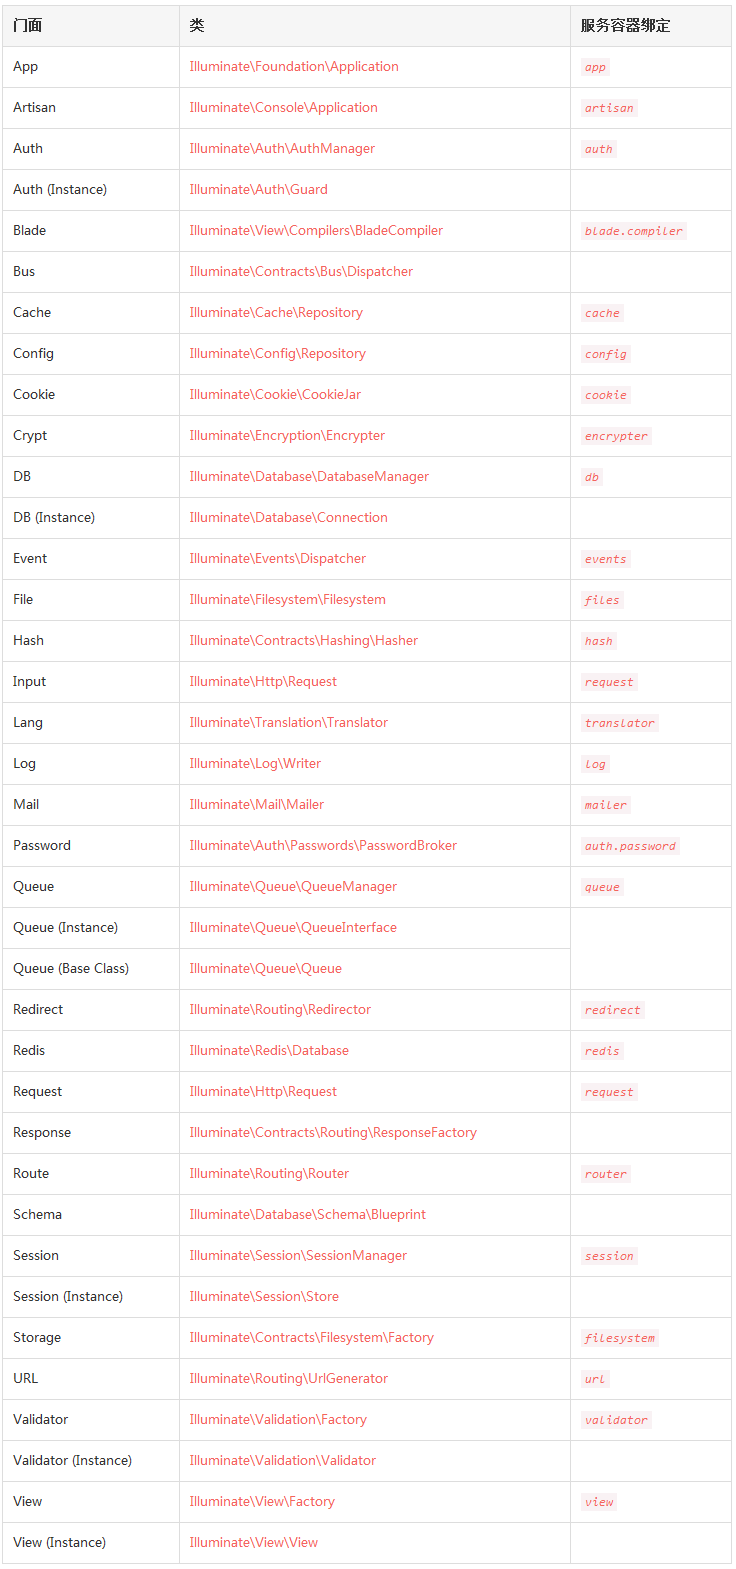 门面 类 服务容器绑定
App Illuminate\Foundation\Application app
Artisan Illuminate\Console\Application artisan
Auth Illuminate\Auth\AuthManager auth
Auth (Instance) Illuminate\Auth\Guard
Blade Illuminate\View\Compilers\BladeCompiler blade.compiler
Bus Illuminate\Contracts\Bus\Dispatcher
Cache Illuminate\Cache\Repository cache
Config Illuminate\Config\Repository config
Cookie Illuminate\Cookie\CookieJar cookie
Crypt Illuminate\Encryption\Encrypter encrypter
DB Illuminate\Database\DatabaseManager db
DB (Instance) Illuminate\Database\Connection
Event Illuminate\Events\Dispatcher events
File Illuminate\Filesystem\Filesystem files
Hash Illuminate\Contracts\Hashing\Hasher hash
Input Illuminate\Http\Request request
Lang Illuminate\Translation\Translator translator
Log Illuminate\Log\Writer log
Mail Illuminate\Mail\Mailer mailer
Password Illuminate\Auth\Passwords\PasswordBroker auth.password
Queue Illuminate\Queue\QueueManager queue
Queue (Instance) Illuminate\Queue\QueueInterface
Queue (Base Class) Illuminate\Queue\Queue
Redirect Illuminate\Routing\Redirector redirect
Redis Illuminate\Redis\Database redis
Request Illuminate\Http\Request request
Response Illuminate\Contracts\Routing\ResponseFactory
Route Illuminate\Routing\Router router
Schema Illuminate\Database\Schema\Blueprint
Session Illuminate\Session\SessionManager session
Session (Instance) Illuminate\Session\Store
Storage Illuminate\Contracts\Filesystem\Factory filesystem
URL Illuminate\Routing\UrlGenerator url
Validator Illuminate\Validation\Factory validator
Validator (Instance) Illuminate\Validation\Validator
View Illuminate\View\Factory view
View (Instance) Illuminate\View\View